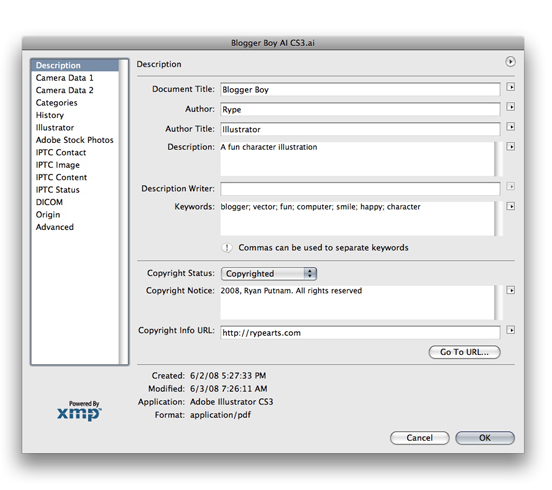 Blogger Boy AI CS3.ai
Description
Camera Data 1
Camera Data 2
Categories
History
Illustrator
Adobe Stock Photos
IPTC Contact
IPTC Image
IPTC Content
IPTC Status
DICOM
Origin
Advanced
Description
Document Title: Blogger Boy
Author: Rype
Author Title: Illustrator
Description: A fun character illustration
Description Writer:
Keywords: blogger; vector; fun; computer; smile; happy; character
! Commas can be used to separate keywords
Copyright Status: Copyrighted
Copyright Notice: 2008, Ryan Putnam. All rights reserved
Copyright Info URL: http://rypearts.com
Go To URL...
Created: 6/2/08 5:27:33 PM
Modified: 6/3/08 7:26:11 AM
Application: Adobe Illustrator CS3
Format: application/pdf
Powered By
xmp™
Cancel OK